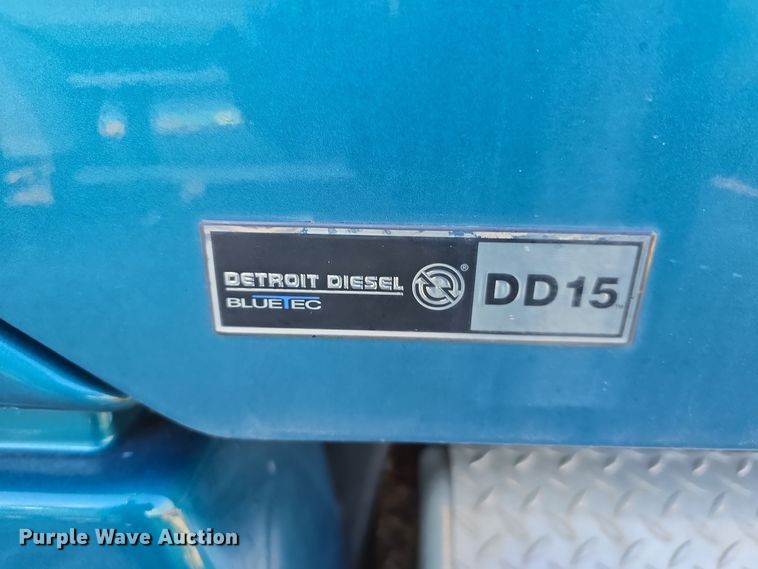 DETROIT DIESEL ® DD15
BLUETEC
Purple Wave Auction